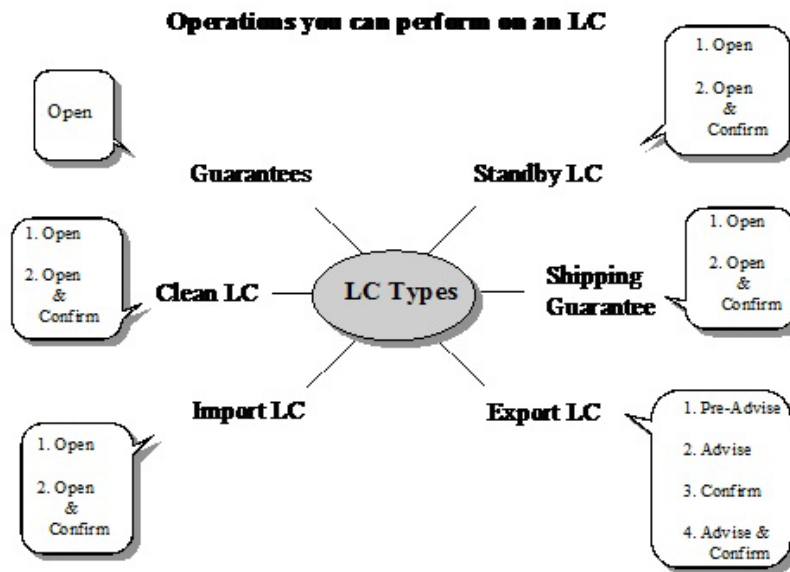 Operations you can perform on an LC
Open
Guarantees
1. Open
2. Open
&
Confirm
Standby LC
1. Open
2. Open
&
Confirm
Clean LC
LC Types
Shipping
Guarantee
1. Open
2. Open
&
Confirm
1. Open
2. Open
&
Confirm
Import LC
Export LC
1. Pre-Advise
2. Advise
3. Confirm
4. Advise &
Confirm